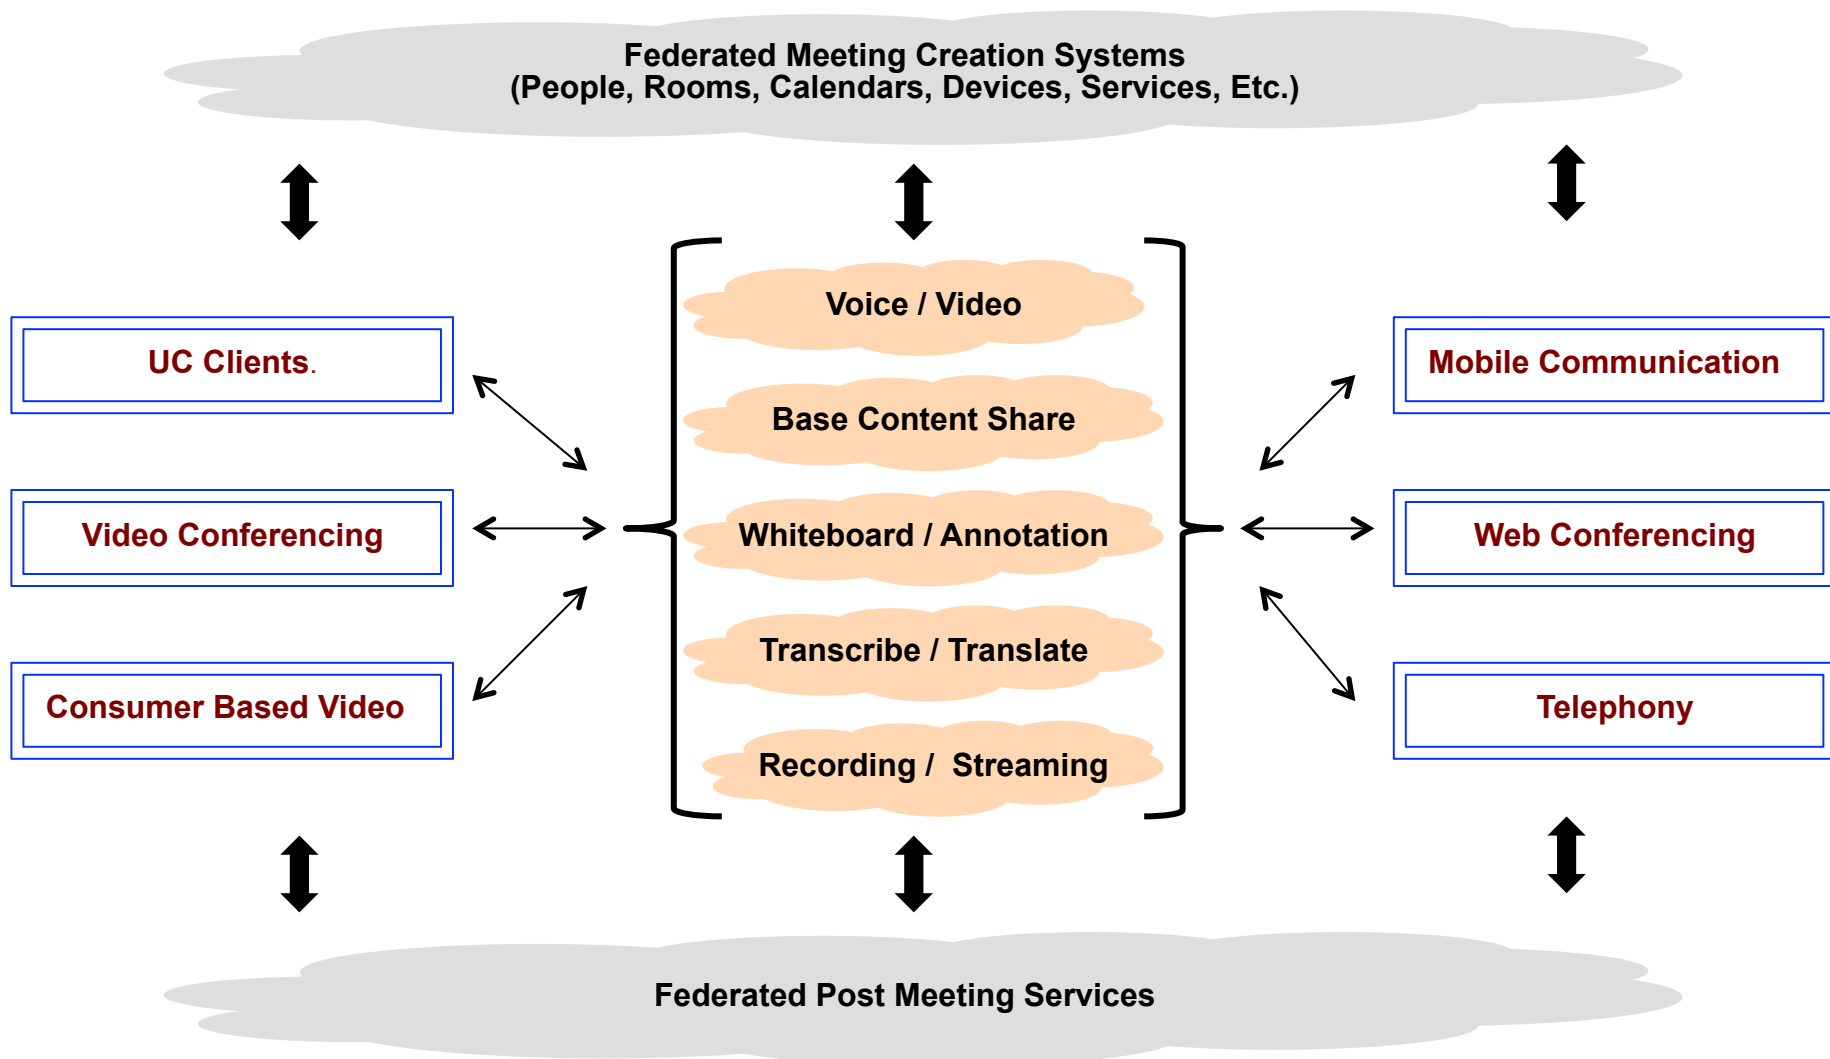 Federated Meeting Creation Systems
(People, Rooms, Calendars, Devices, Services, Etc.)
Voice / Video
UC Clients.
Mobile Communication
Base Content Share
Video Conferencing
Whiteboard / Annotation
Web Conferencing
Transcribe / Translate
Consumer Based Video
Telephony
Recording /  Streaming
Federated Post Meeting Services